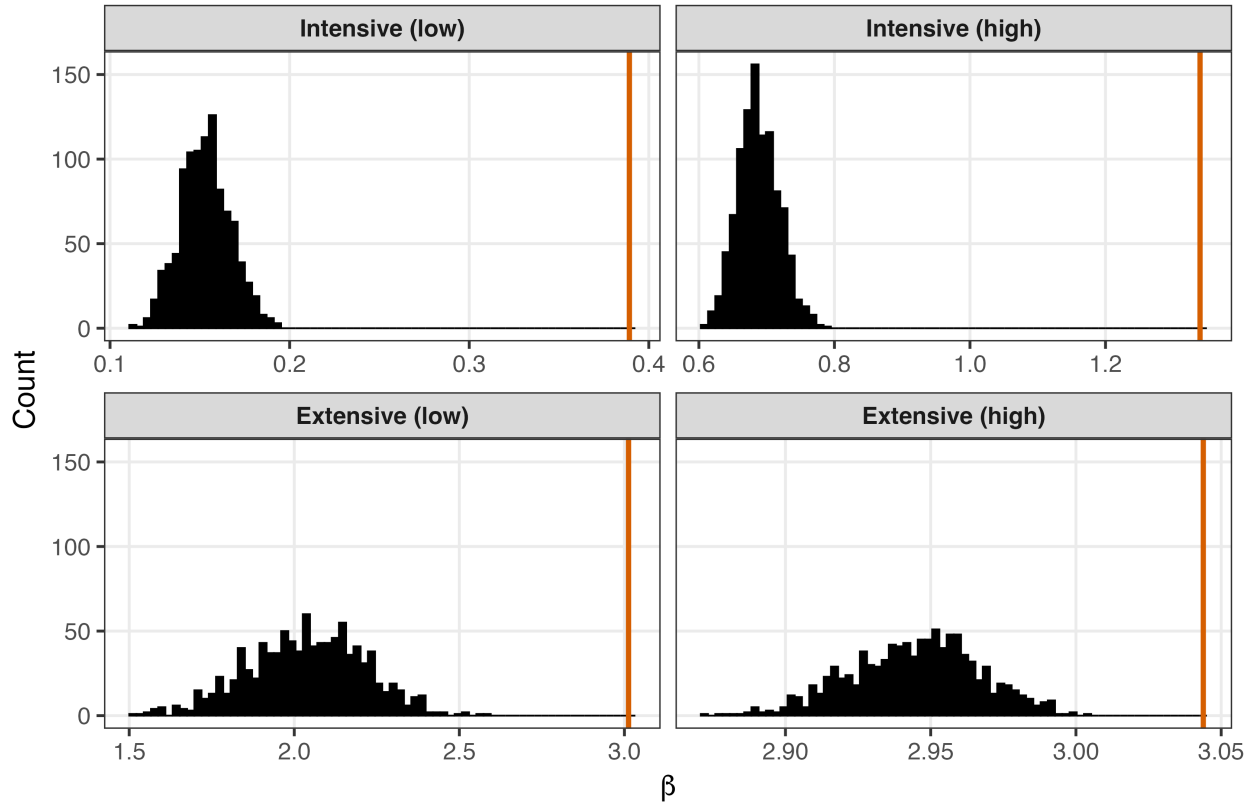 Intensive (low)
Intensive (high)
150
100
50
0
0.1 0.2 0.3 0.4
0.6 0.8 1.0 1.2
Count
Extensive (low)
Extensive (high)
150
100
50
0
1.5 2.0 2.5 3.0
2.90 2.95 3.00 3.05
β